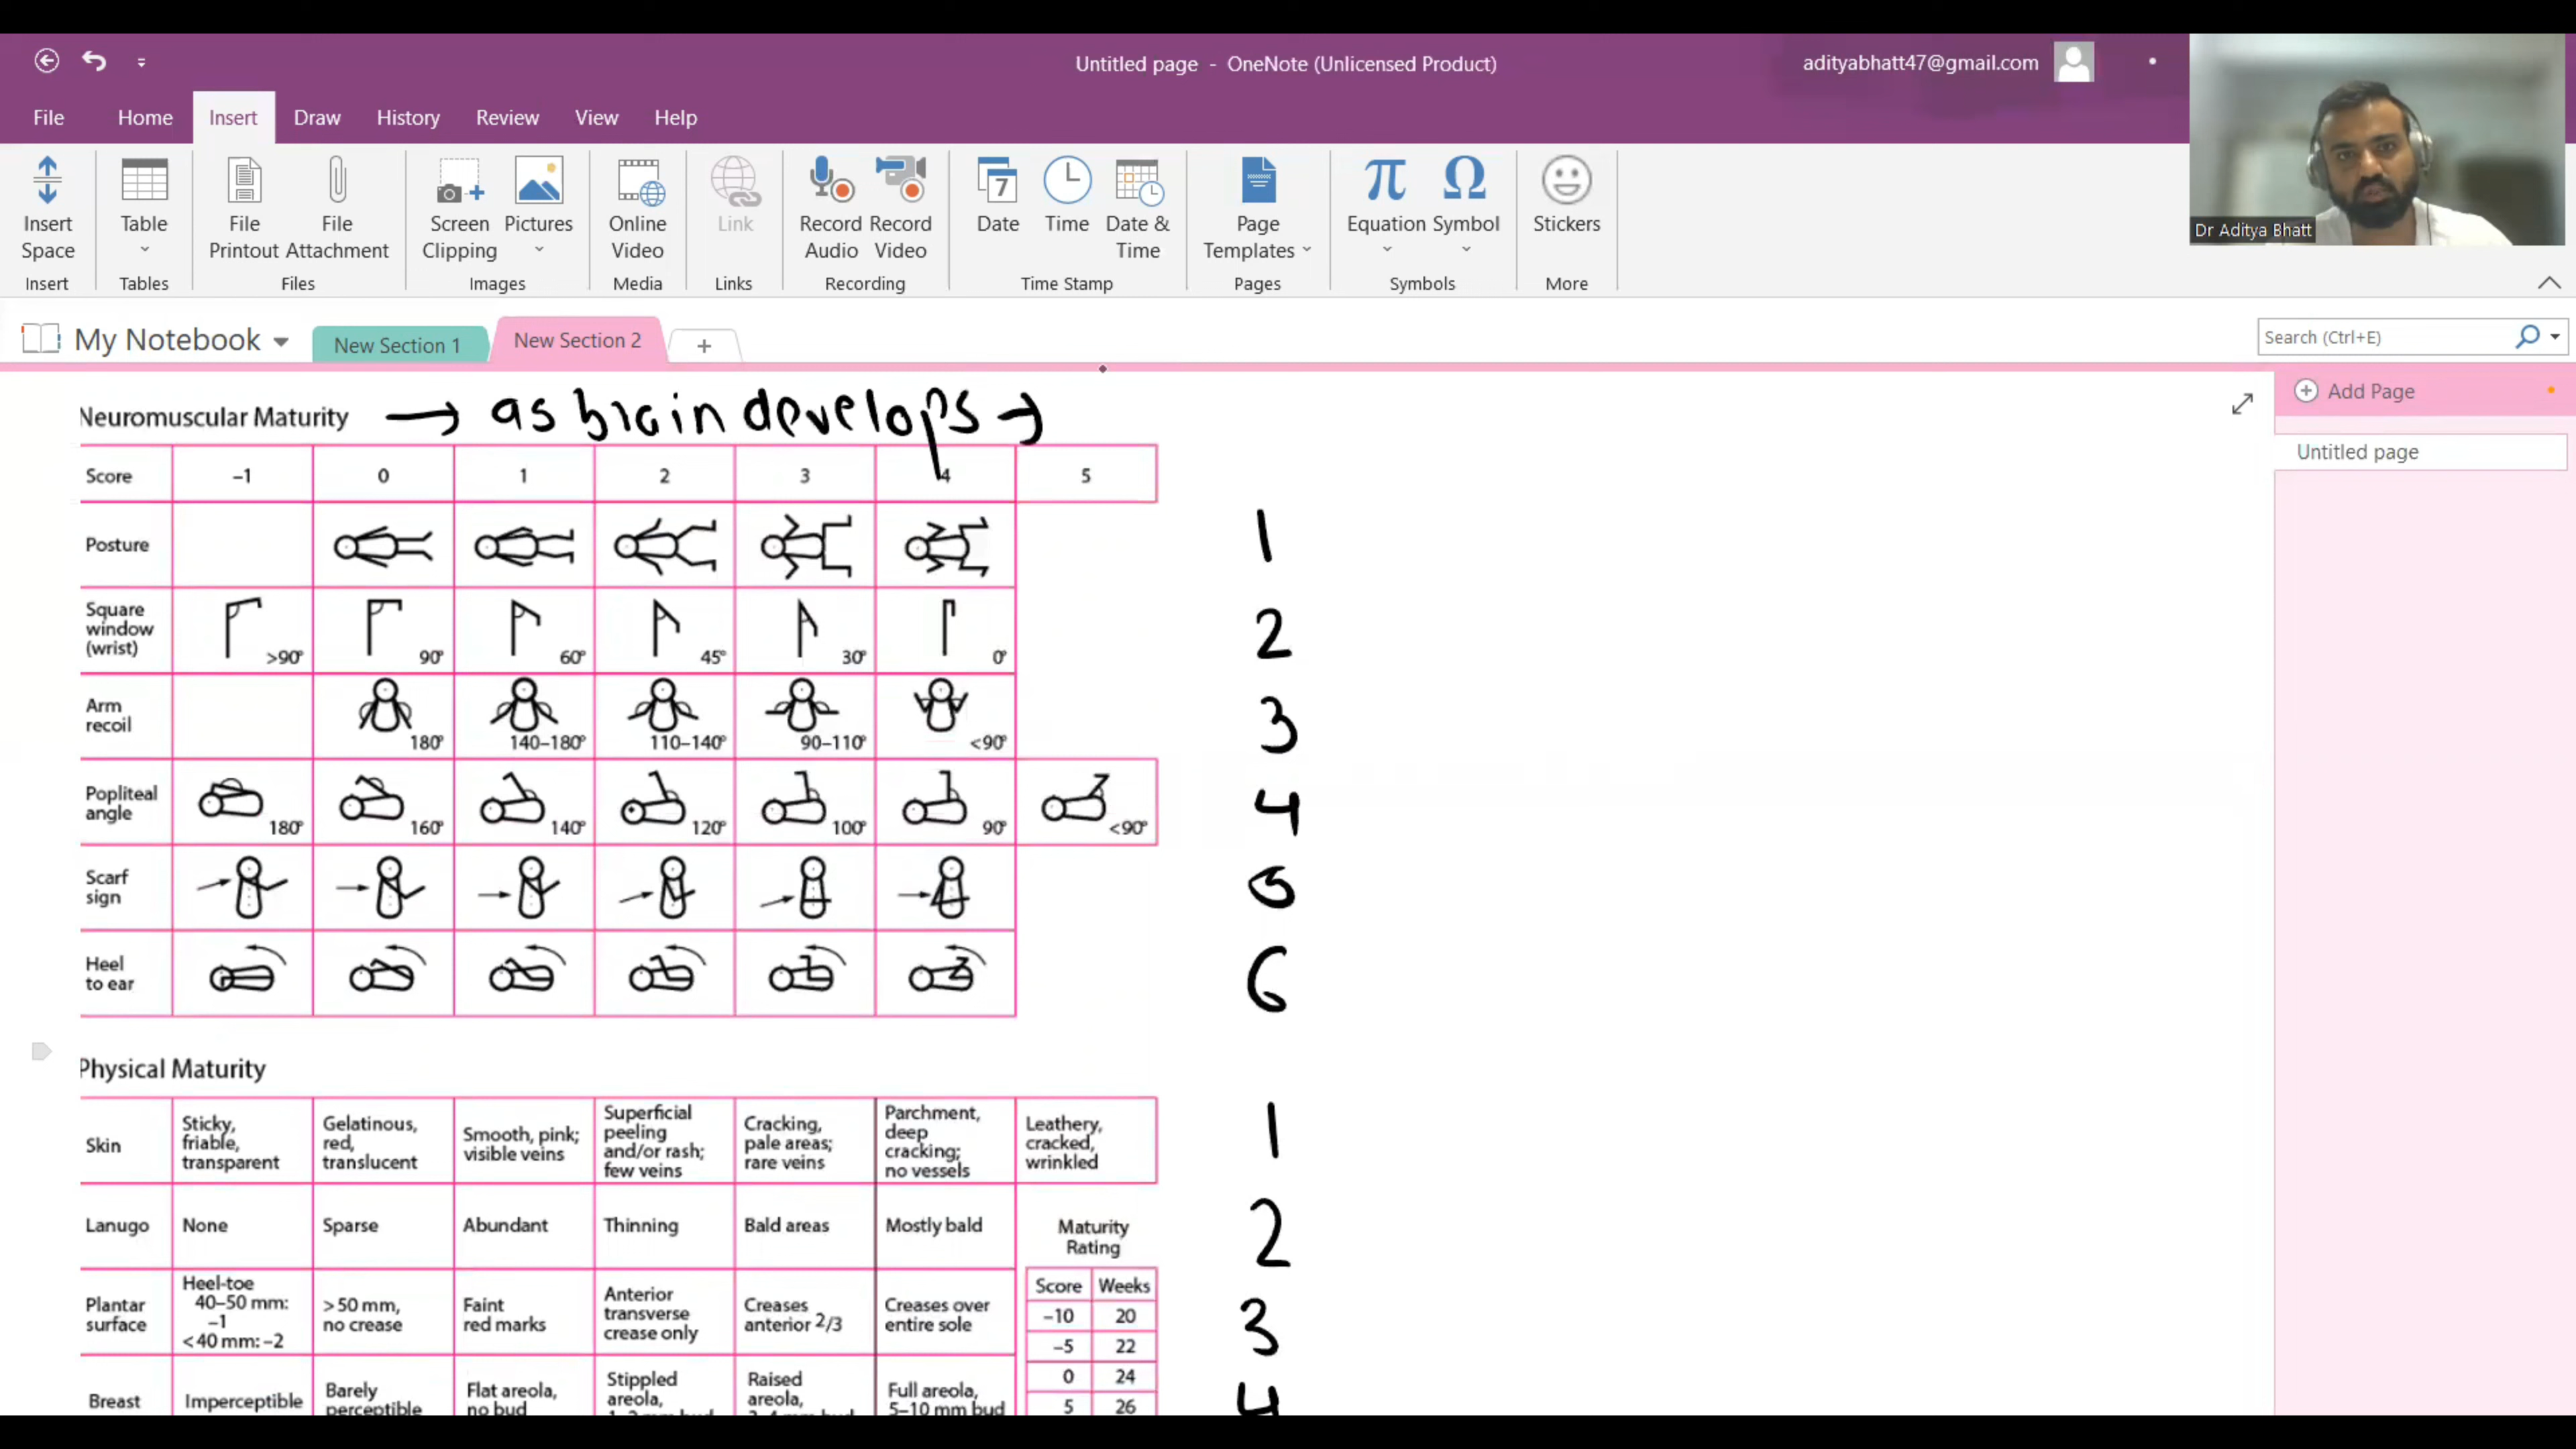 Untitled page - OneNote (Unlicensed Product)
adityabhatt47@gmail.com
File Home Insert Draw History Review View Help
Insert Space
Table
File Printout
File Attachment
Screen Clipping
Pictures
Online Video
Link
Record Audio
Record Video
7
Date
Time
Date & Time
Page Templates
π Equation
Ω Symbol
Stickers
Insert Tables Files Images Media Links Recording Time Stamp Pages Symbols More
Dr Aditya Bhatt
My Notebook New Section 1 New Section 2 +
Search (Ctrl+E)
Add Page
Untitled page
Neuromuscular Maturity → as brain develops →
Score –1 0 1 2 3 4 5
Posture 1
Square window (wrist) >90° 90° 60° 45° 30° 0° 2
Arm recoil 180° 140–180° 110–140° 90–110° <90° 3
Popliteal angle 180° 160° 140° 120° 100° 90° <90° 4
Scarf sign 5
Heel to ear 6
Physical Maturity
Skin
Sticky, friable, transparent
Gelatinous, red, translucent
Smooth, pink; visible veins
Superficial peeling and/or rash; few veins
Cracking, pale areas; rare veins
Parchment, deep cracking; no vessels
Leathery, cracked, wrinkled
1
Lanugo None Sparse Abundant Thinning Bald areas Mostly bald
2
Maturity Rating
Plantar surface
Heel-toe 40–50 mm: –1 <40 mm: –2
>50 mm, no crease
Faint red marks
Anterior transverse crease only
Creases anterior 2/3
Creases over entire sole
3
Score Weeks
–10 20
–5 22
0 24
5 26
Breast
Imperceptible
Barely perceptible
Flat areola, no bud
Stippled areola,
Raised areola,
Full areola, 5–10 mm bud
4